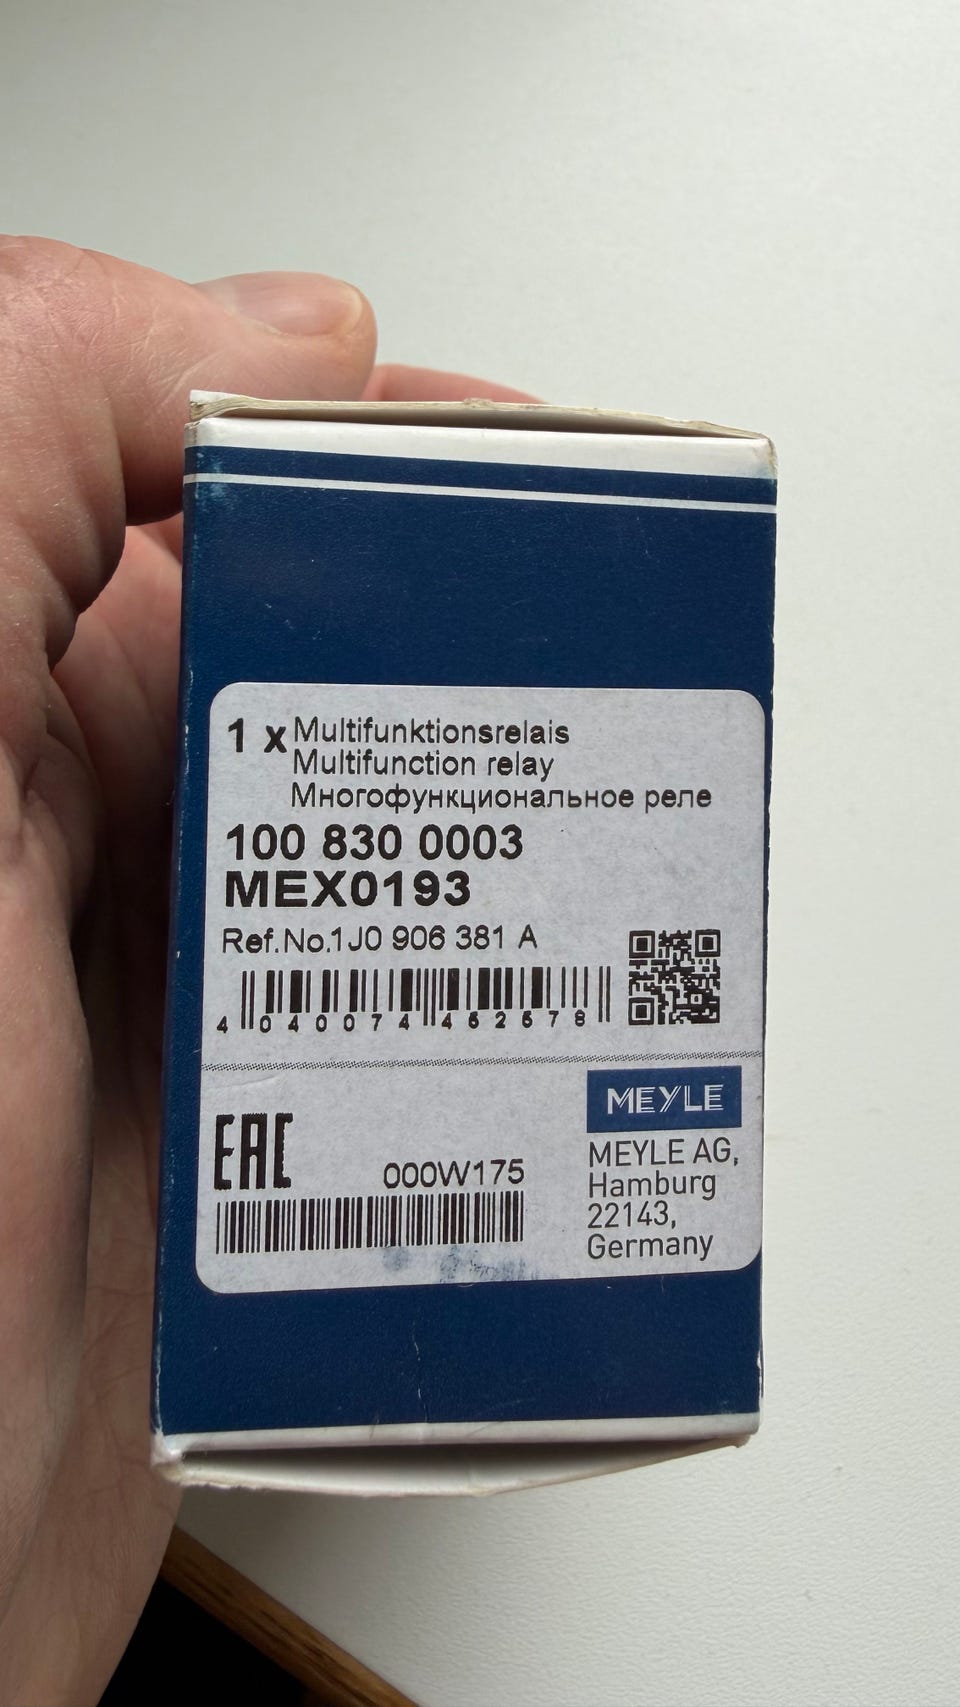 1 x Multifunktionsrelais
Multifunction relay
Многофункциональное реле
100 830 0003
MEX0193
Ref.No.1J0 906 381 A
4 040074 452578
EAC
000W175
MEYLE
MEYLE AG,
Hamburg
22143,
Germany